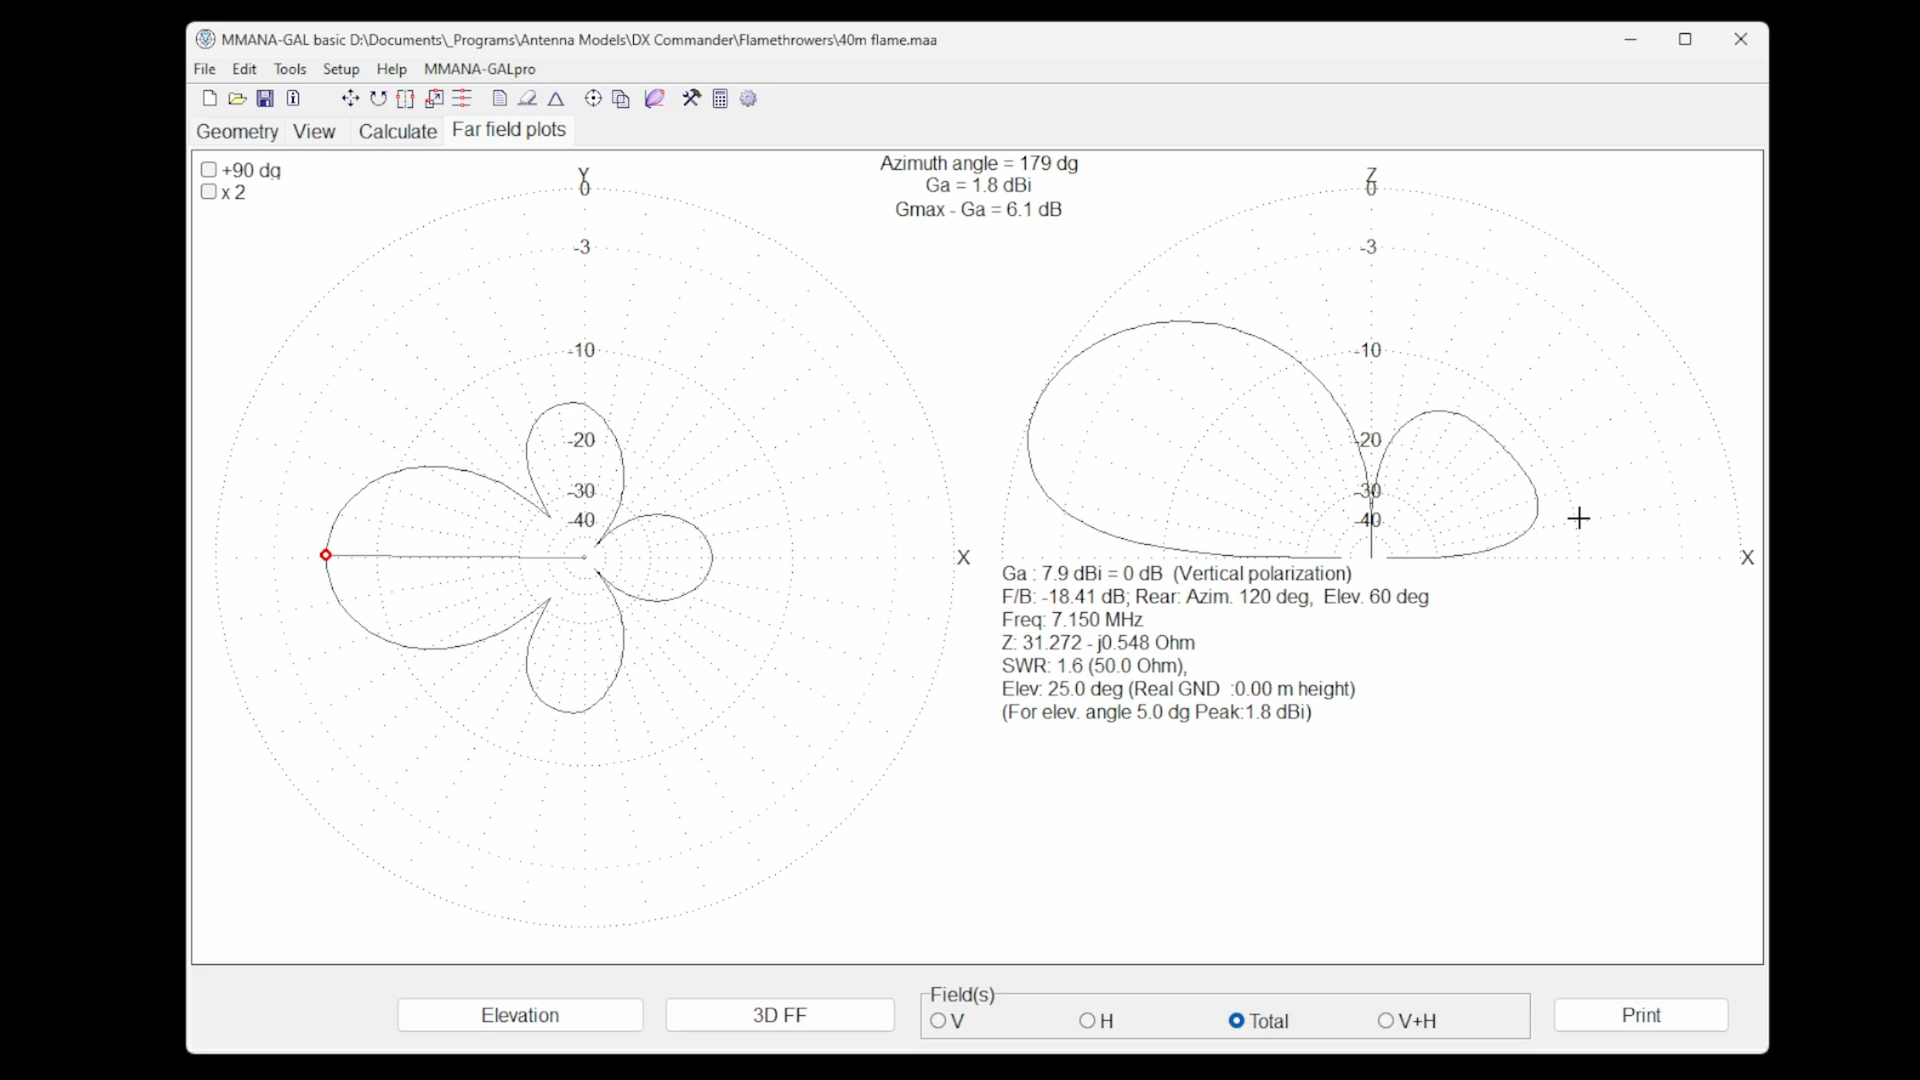 MMANA-GAL basic D:\Documents\_Programs\Antenna Models\DX Commander\Flamethrowers\40m flame.maa
File Edit Tools Setup Help MMANA-GALpro
Geometry View Calculate Far field plots
+90 dg
x 2
Y
0
-3
-10
-20
-30
-40
X
Azimuth angle = 179 dg
Ga = 1.8 dBi
Gmax - Ga = 6.1 dB
Z
0
-3
-10
-20
-30
-40
X
Ga : 7.9 dBi = 0 dB (Vertical polarization)
F/B: -18.41 dB; Rear: Azim. 120 deg, Elev. 60 deg
Freq: 7.150 MHz
Z: 31.272 - j0.548 Ohm
SWR: 1.6 (50.0 Ohm),
Elev: 25.0 deg (Real GND :0.00 m height)
(For elev. angle 5.0 dg Peak:1.8 dBi)
Elevation
3D FF
Field(s)
V H Total V+H
Print